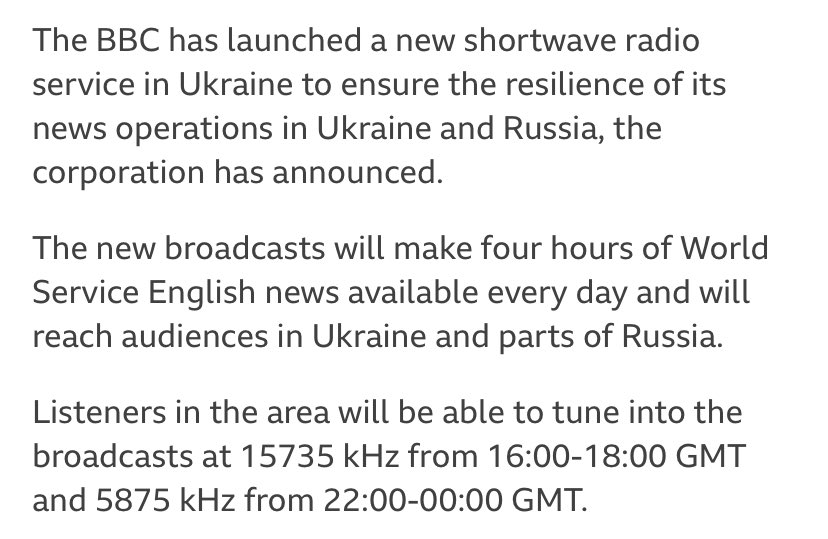 The BBC has launched a new shortwave radio
service in Ukraine to ensure the resilience of its
news operations in Ukraine and Russia, the
corporation has announced.
The new broadcasts will make four hours of World
Service English news available every day and will
reach audiences in Ukraine and parts of Russia.
Listeners in the area will be able to tune into the
broadcasts at 15735 kHz from 16:00-18:00 GMT
and 5875 kHz from 22:00-00:00 GMT.